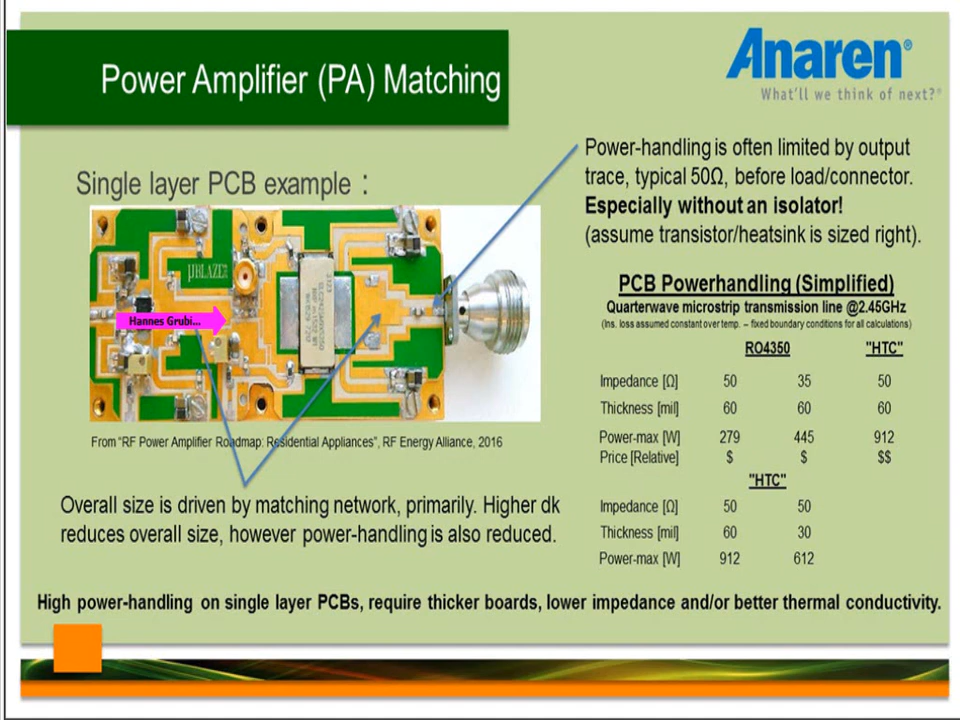 Power Amplifier (PA) Matching
Anaren®
What'll we think of next?®
Single layer PCB example :
Power-handling is often limited by output
trace, typical 50Ω, before load/connector.
Especially without an isolator!
(assume transistor/heatsink is sized right).
µBLAZE
Hannes Grubi...
From “RF Power Amplifier Roadmap: Residential Appliances”, RF Energy Alliance, 2016
Overall size is driven by matching network, primarily. Higher dk
reduces overall size, however power-handling is also reduced.
PCB Powerhandling (Simplified)
Quarterwave microstrip transmission line @2.45GHz
(Ins. loss assumed constant over temp. – fixed boundary conditions for all calculations)
RO4350 "HTC"
Impedance [Ω] 50 35 50
Thickness [mil] 60 60 60
Power-max [W] 279 445 912
Price [Relative] $ $ $$
"HTC"
Impedance [Ω] 50 50
Thickness [mil] 60 30
Power-max [W] 912 612
High power-handling on single layer PCBs, require thicker boards, lower impedance and/or better thermal conductivity.